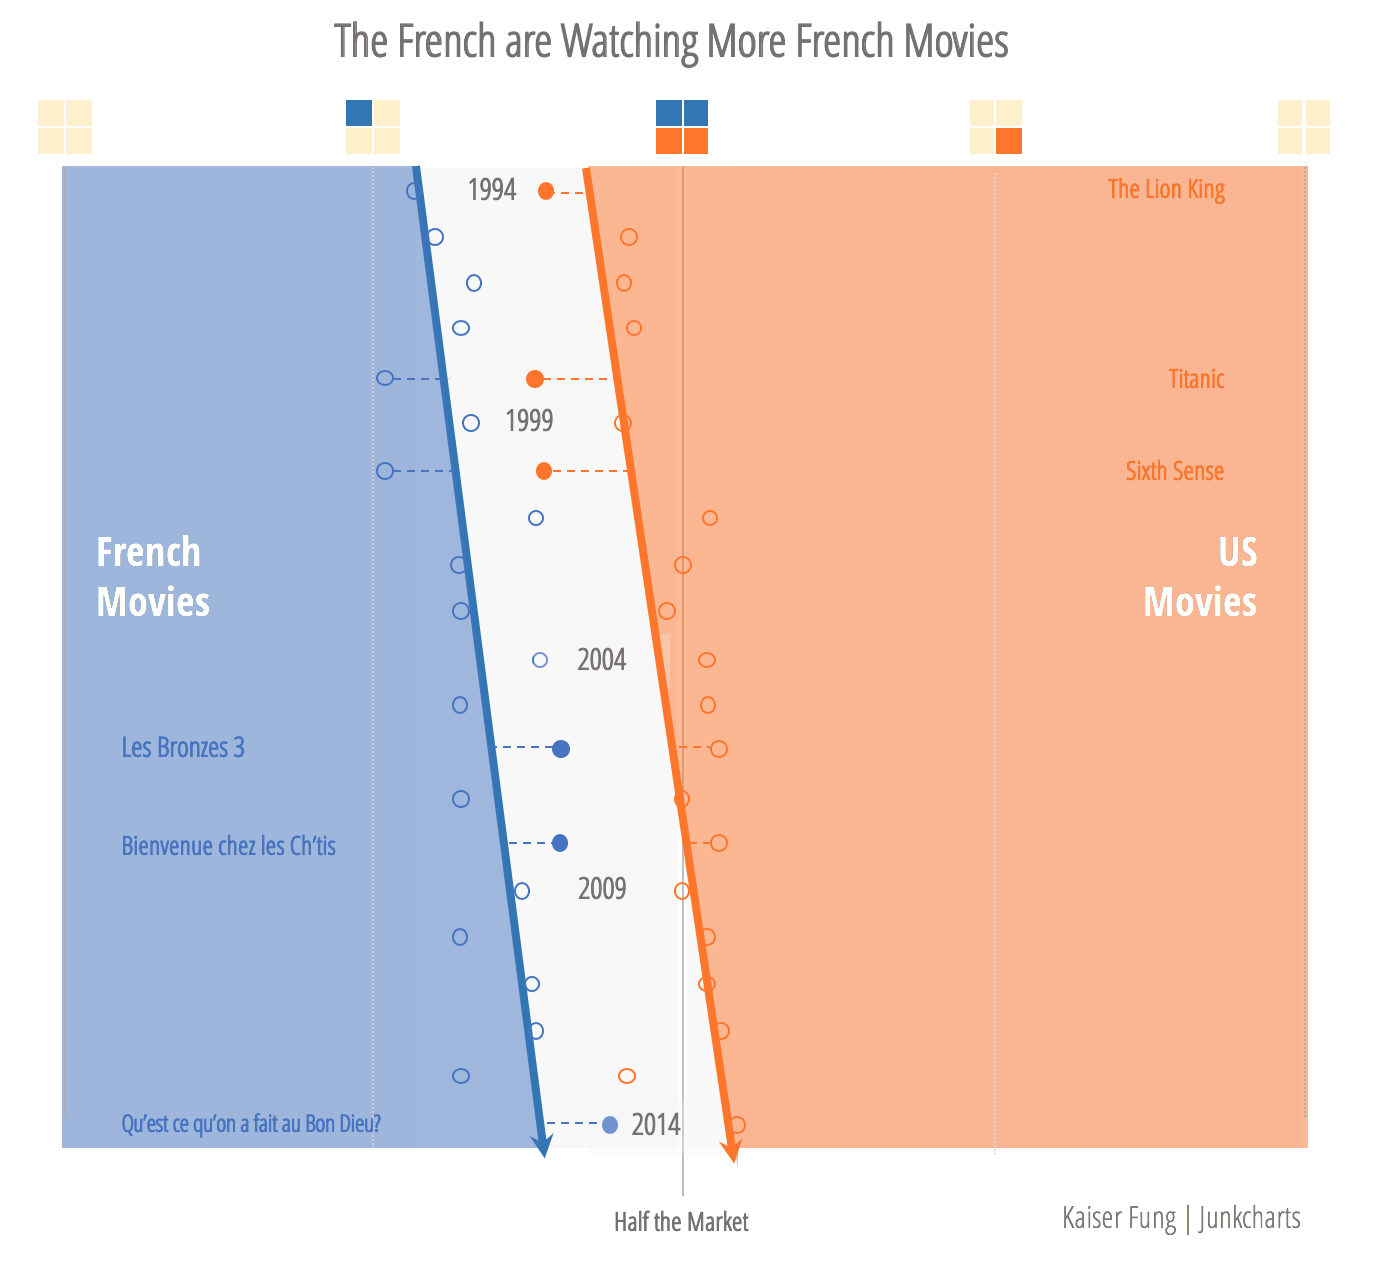 The French are Watching More French Movies
1994
The Lion King
Titanic
1999
Sixth Sense
French
Movies
US
Movies
2004
Les Bronzes 3
Bienvenue chez les Ch’tis
2009
Qu’est ce qu’on a fait au Bon Dieu?
2014
Half the Market
Kaiser Fung | Junkcharts